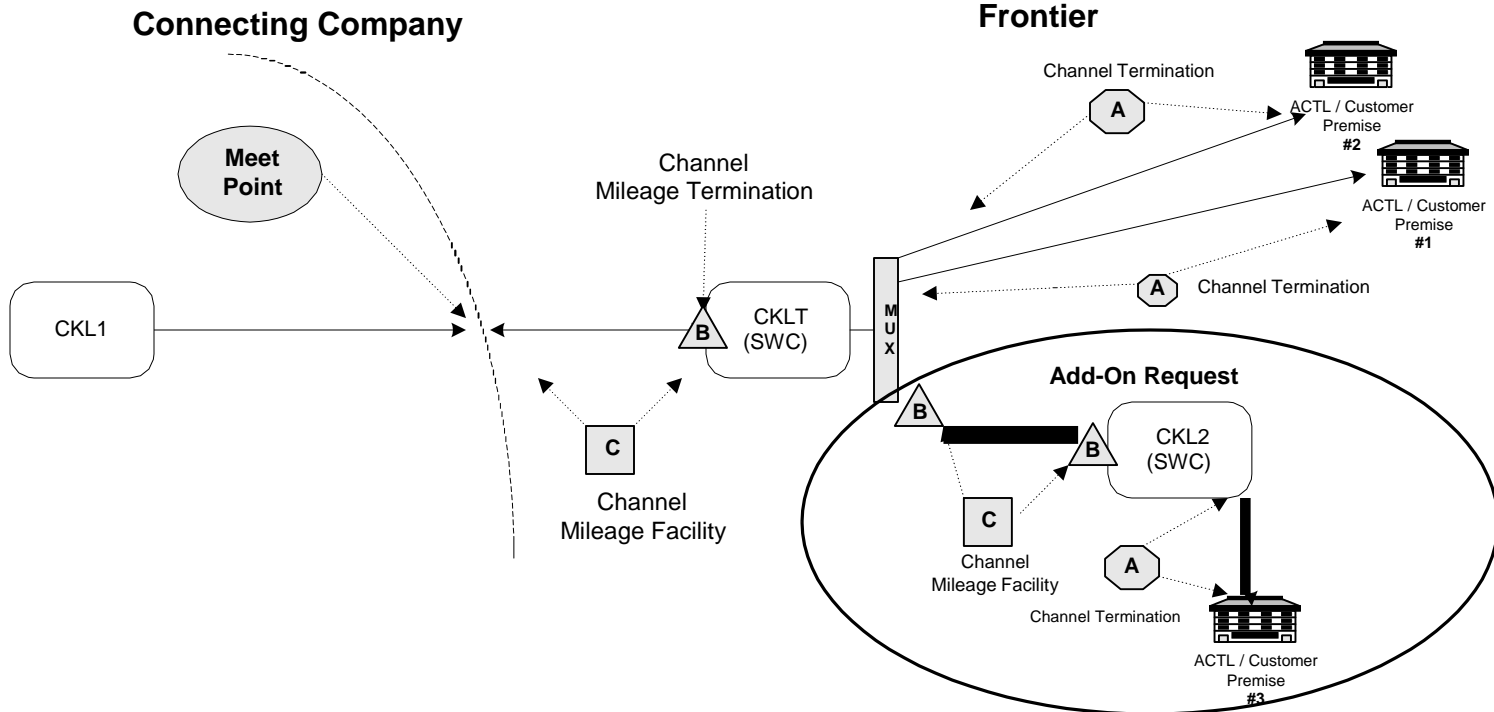 Connecting Company
Frontier
Channel Termination
A
ACTL / Customer
Premise
#2
Meet
Point
Channel
Mileage Termination
ACTL / Customer
Premise
#1
A
Channel Termination
CKL1
B
CKLT
(SWC)
M
U
X
C
Channel
Mileage Facility
Add-On Request
B
B
CKL2
(SWC)
C
Channel
Mileage Facility
A
Channel Termination
ACTL / Customer
Premise
#3